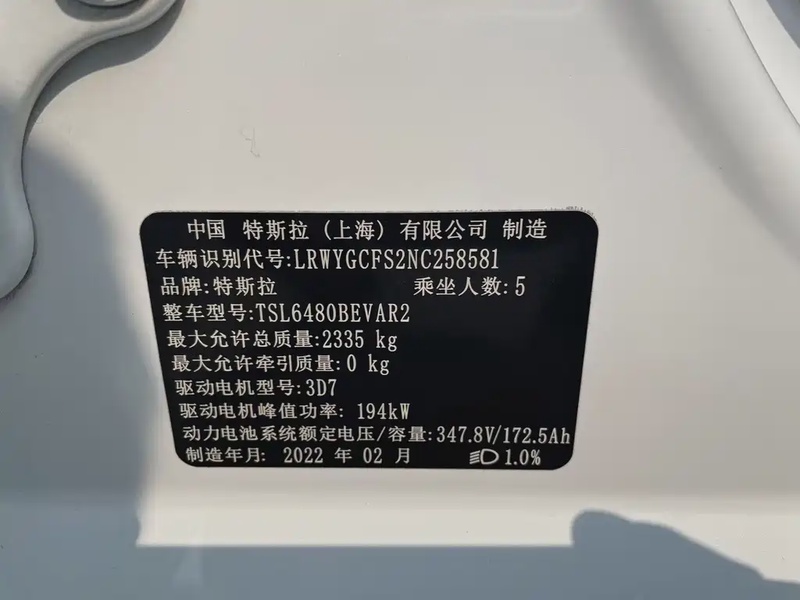 中国 特斯拉 (上海) 有限公司 制造
车辆识别代号:LRWYGCFS2NC258581
品牌:特斯拉 乘坐人数:5
整车型号:TSL6480BEVAR2
最大允许总质量:2335 kg
最大允许牵引质量:0 kg
驱动电机型号:3D7
驱动电机峰值功率: 194kW
动力电池系统额定电压/容量:347.8V/172.5Ah
制造年月: 2022 年 02 月 1.0%